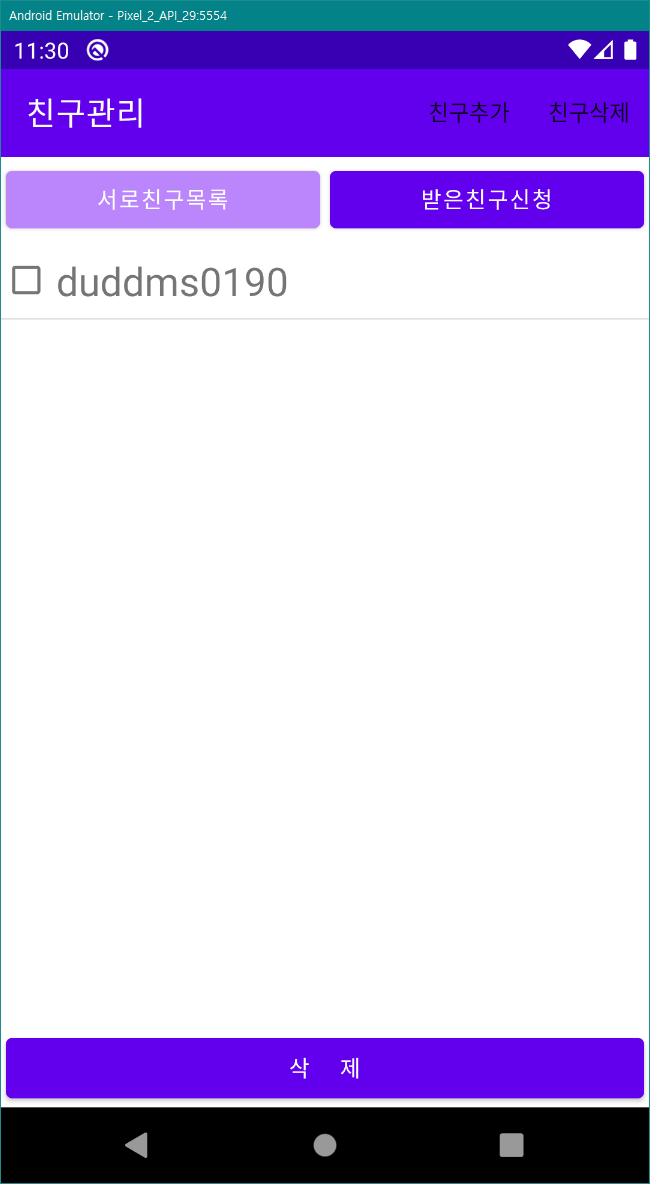 Android Emulator - Pixel_2_API_29:5554
11:30
친구관리 친구추가 친구삭제
서로친구목록 받은친구신청
duddms0190
삭 제